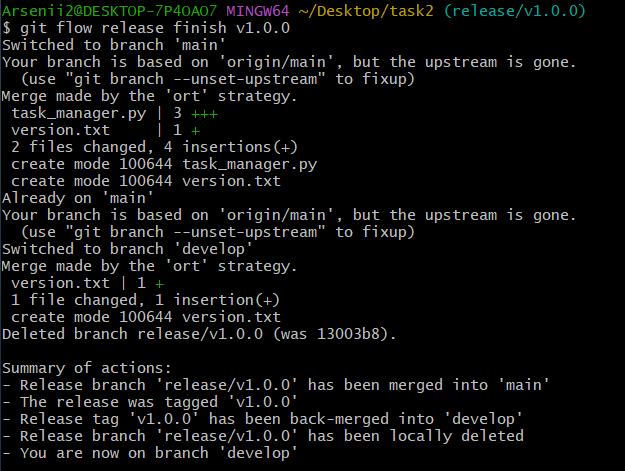 Arsenii2@DESKTOP-7P4OAO7 MINGW64 ~/Desktop/task2 (release/v1.0.0)
$ git flow release finish v1.0.0
Switched to branch 'main'
Your branch is based on 'origin/main', but the upstream is gone.
  (use "git branch --unset-upstream" to fixup)
Merge made by the 'ort' strategy.
 task_manager.py | 3 +++
 version.txt     | 1 +
 2 files changed, 4 insertions(+)
 create mode 100644 task_manager.py
 create mode 100644 version.txt
Already on 'main'
Your branch is based on 'origin/main', but the upstream is gone.
  (use "git branch --unset-upstream" to fixup)
Switched to branch 'develop'
Merge made by the 'ort' strategy.
 version.txt | 1 +
 1 file changed, 1 insertion(+)
 create mode 100644 version.txt
Deleted branch release/v1.0.0 (was 13003b8).

Summary of actions:
- Release branch 'release/v1.0.0' has been merged into 'main'
- The release was tagged 'v1.0.0'
- Release tag 'v1.0.0' has been back-merged into 'develop'
- Release branch 'release/v1.0.0' has been locally deleted
- You are now on branch 'develop'